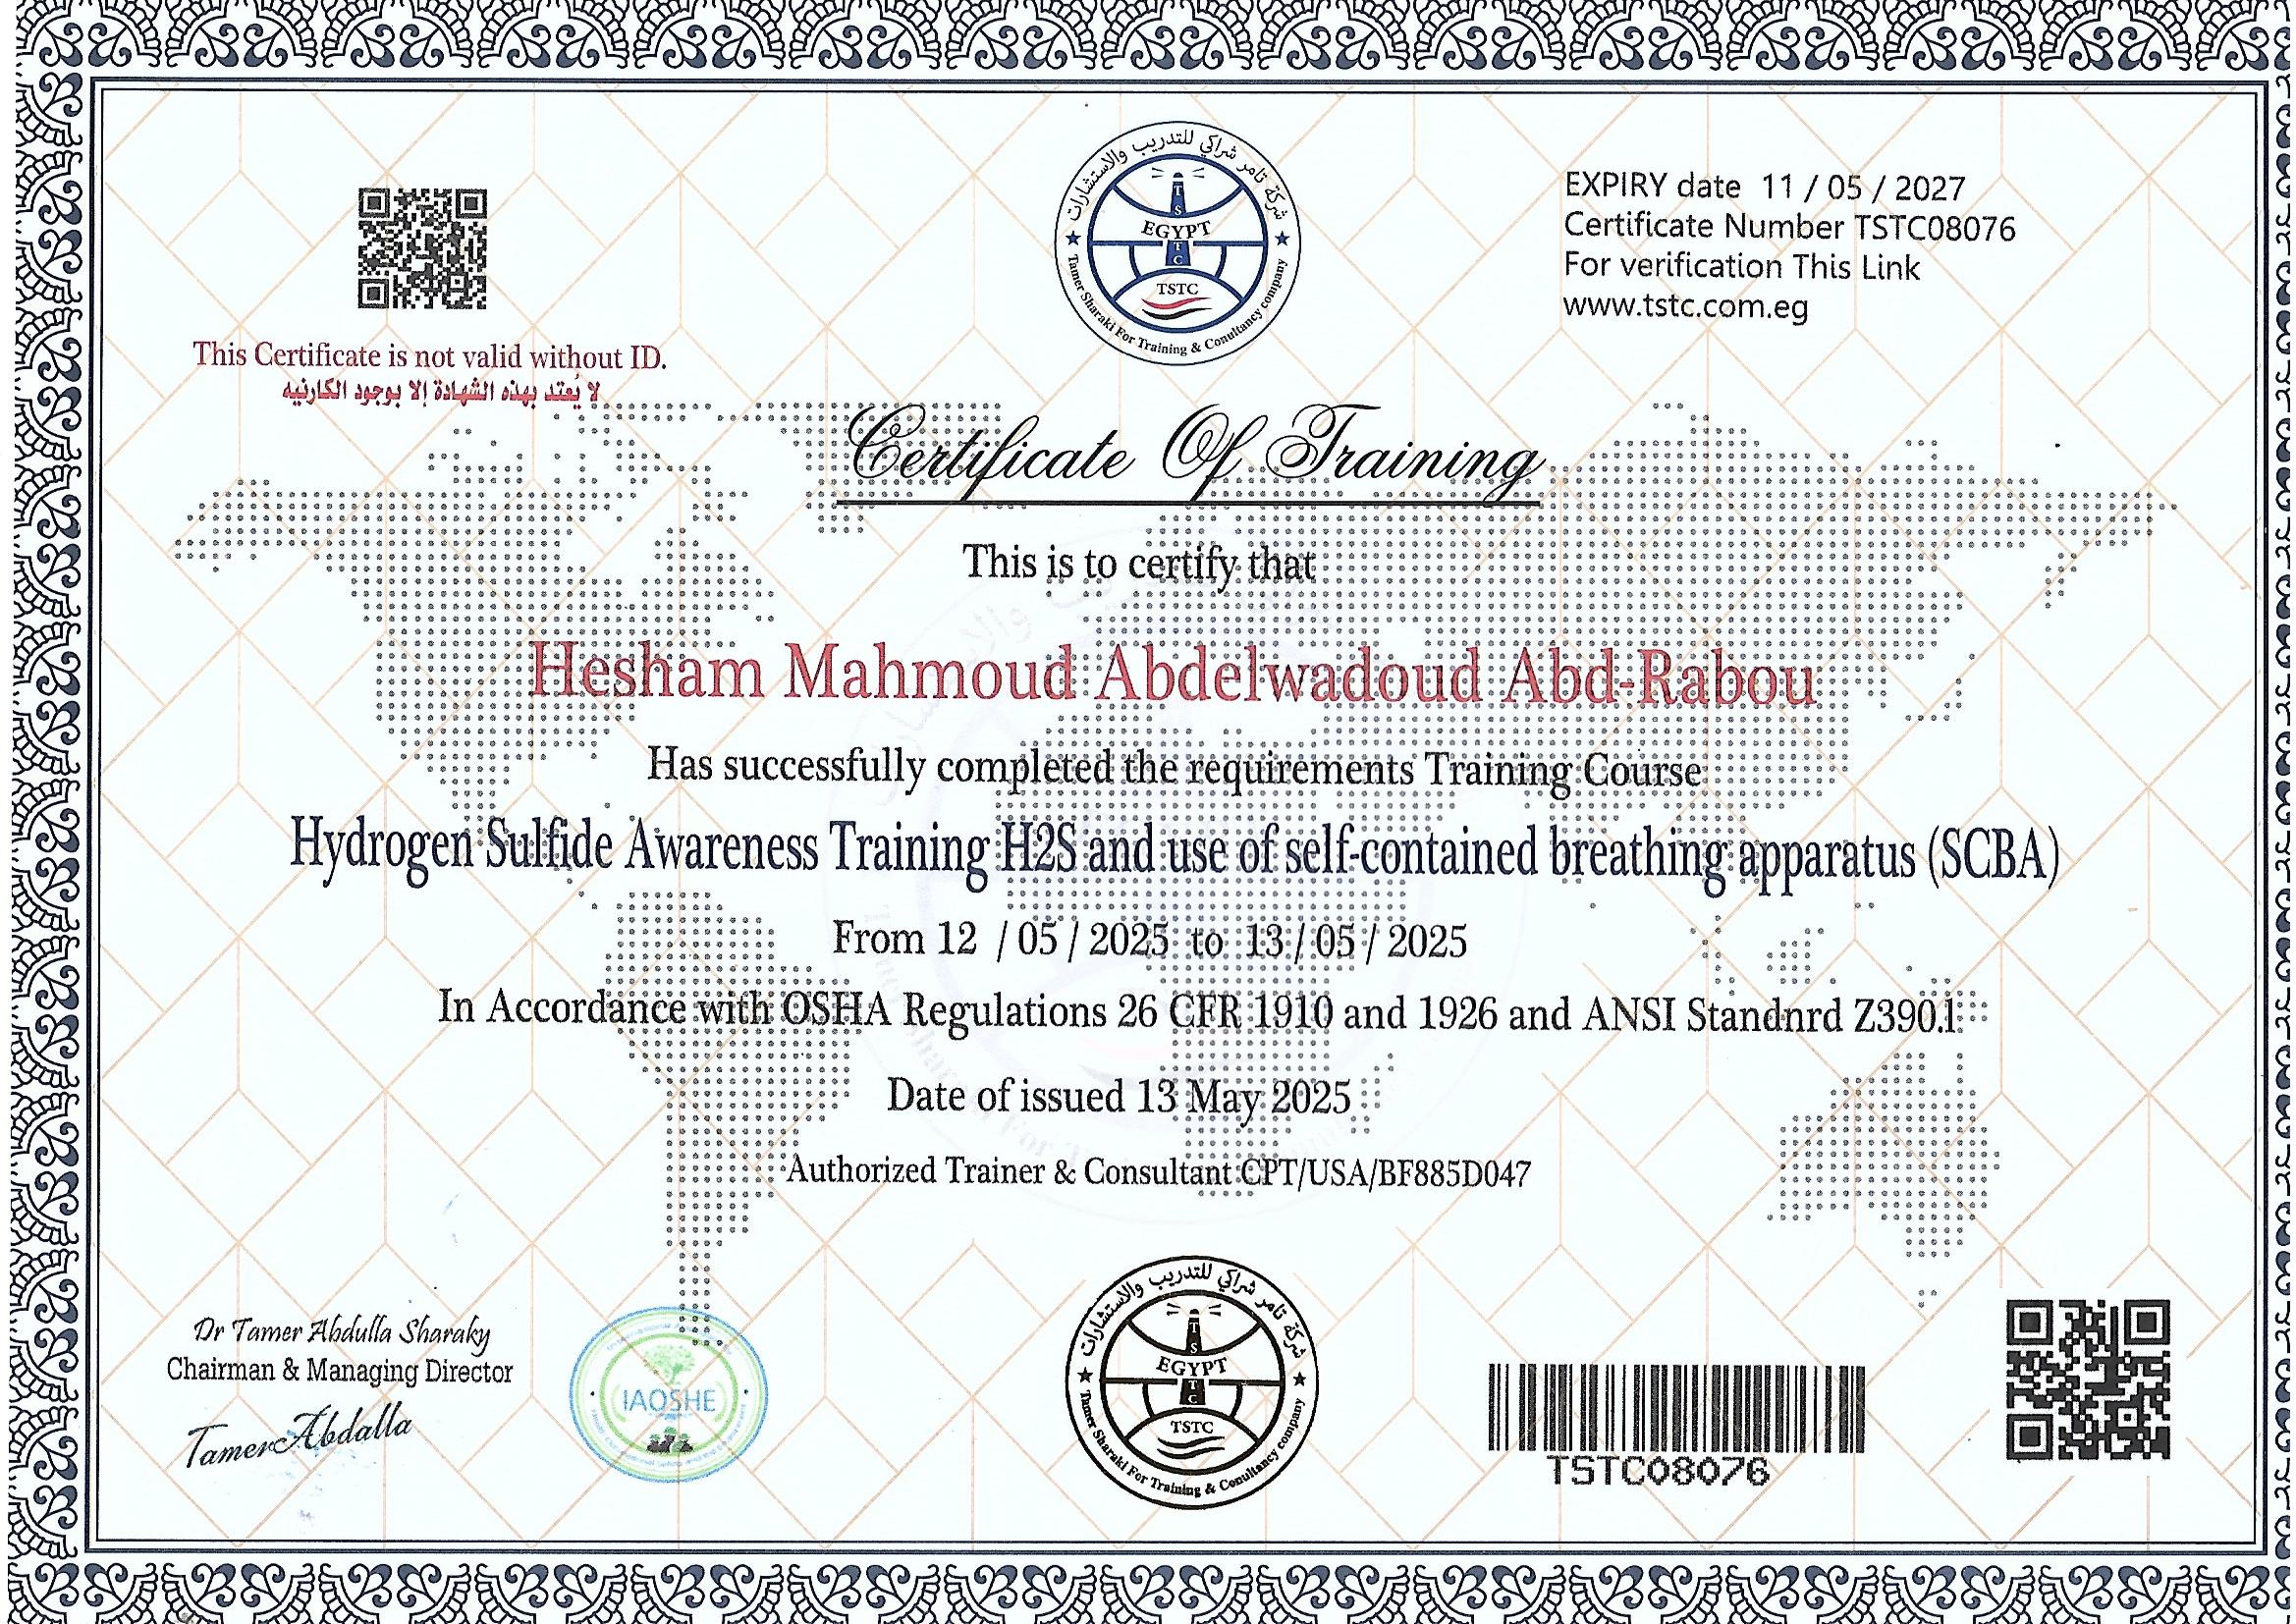 شركة تامر شراكي للتدريب والاستشارات
EGYPT
TSTC
Tamer Sharaki For Training & Conultancy company
EXPIRY date 11 / 05 / 2027
Certificate Number TSTC08076
For verification This Link
www.tstc.com.eg
This Certificate is not valid without ID.
لا يُعتد بهذه الشهادة إلا بوجود الكارنيه
Certificate Of Training
This is to certify that
Hesham Mahmoud Abdelwadoud Abd-Rabou
Has successfully completed the requirements Training Course
Hydrogen Sulfide Awareness Training H2S and use of self-contained breathing apparatus (SCBA)
From 12 / 05 / 2025 to 13 / 05 / 2025
In Accordance with OSHA Regulations 26 CFR 1910 and 1926 and ANSI Standnrd Z390.1
Date of issued 13 May 2025
Authorized Trainer & Consultant CPT/USA/BF885D047
Dr Tamer Abdulla Sharaky
Chairman & Managing Director
Tamer Abdalla
IAOSHE
شركة تامر شراكي للتدريب والاستشارات
EGYPT
TSTC
Tamer Sharaki For Training & Conultancy company
TSTC08076